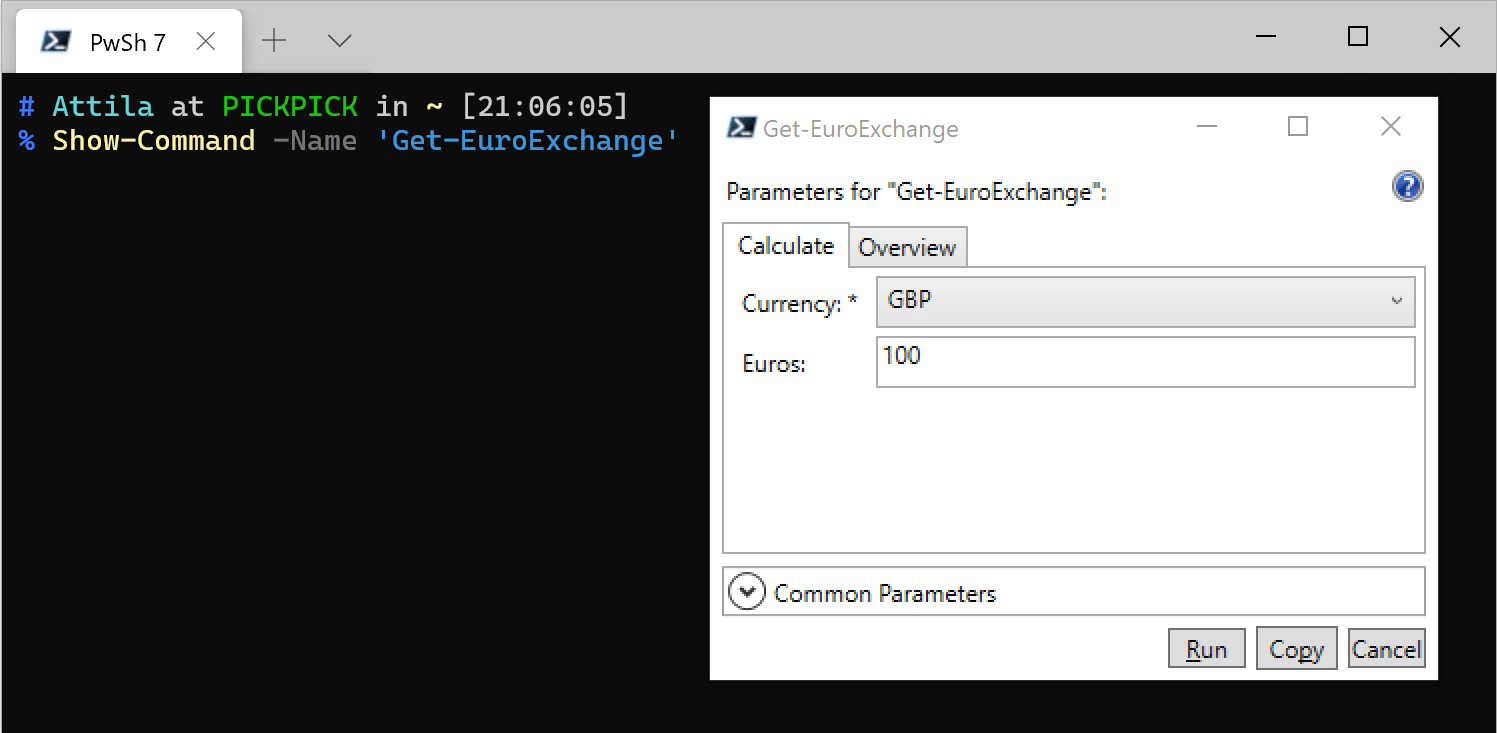 PwSh 7
# Attila at PICKPICK in ~ [21:06:05]
% Show-Command -Name 'Get-EuroExchange'
Get-EuroExchange
Parameters for "Get-EuroExchange":
Calculate Overview
Currency: * GBP
Euros: 100
Common Parameters
Run Copy Cancel